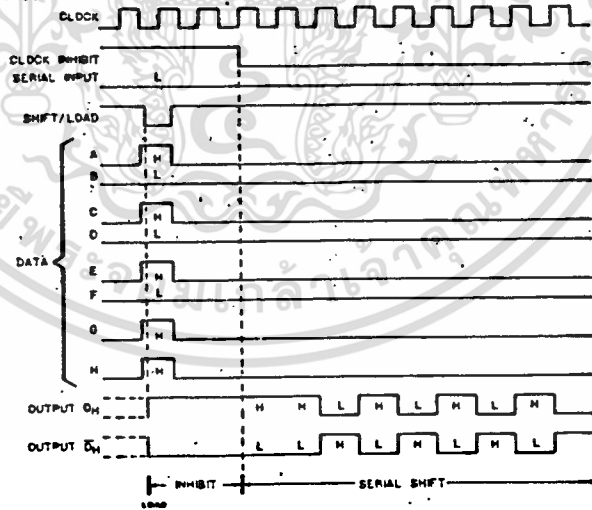 CLOCK
CLOCK INHIBIT
SERIAL INPUT L
SHIFT/LOAD
A H
B L
C H
D L
DATA
E H
F L
G H
H H
OUTPUT QH H H L H L H L H
OUTPUT Q̅H L L H L H L H L
INHIBIT SERIAL SHIFT
LOAD